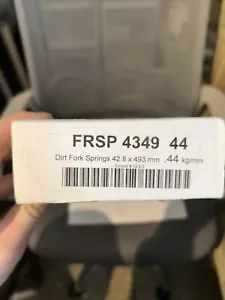 FRSP 4349 44
Dirt Fork Springs 42.8 x 493 mm .44 kg/mm